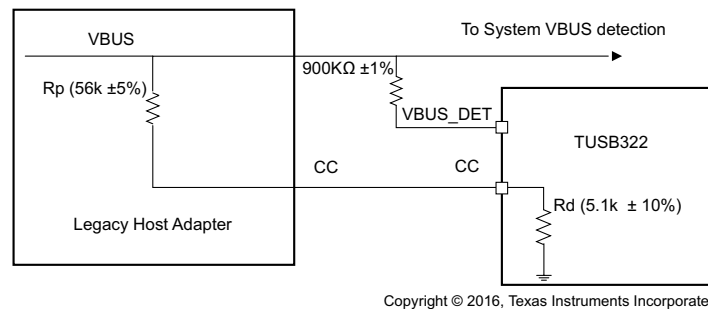 To System VBUS detection
VBUS
900KΩ ±1%
Rp (56k ±5%)
VBUS_DET
TUSB322
CC
CC
Rd (5.1k ± 10%)
Legacy Host Adapter
Copyright © 2016, Texas Instruments Incorporate